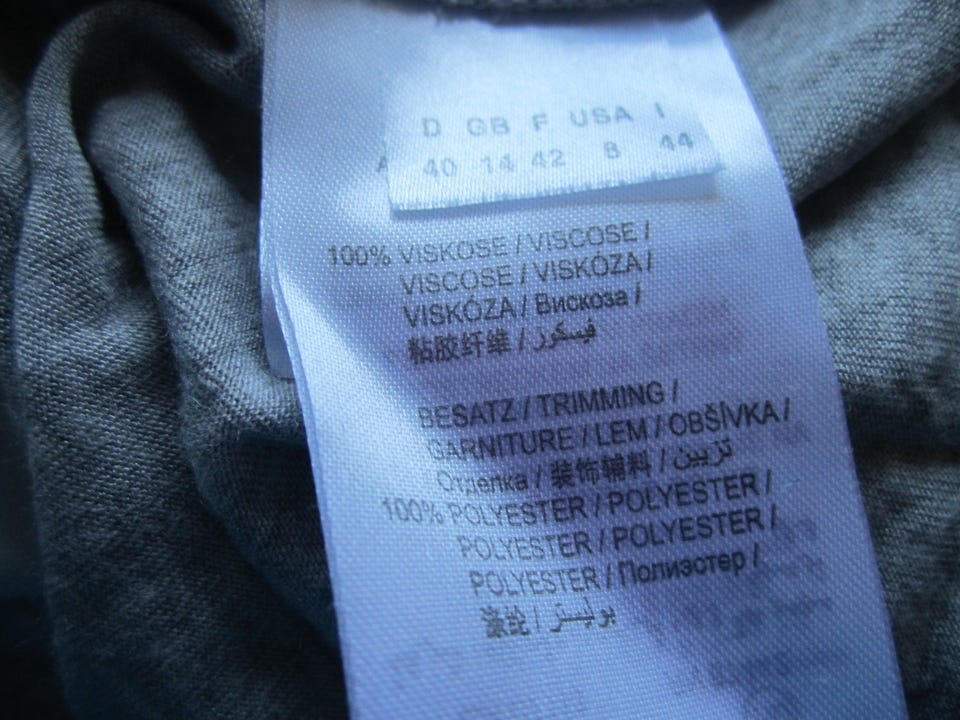 D GB F USA I
40 14 42 8 44
100% VISKOSE / VISCOSE /
VISCOSE / VISKÓZA /
VISKÓZA / Вискоза /
粘胶纤维 / فيسكوز
BESATZ / TRIMMING /
GARNITURE / LEM / OBŠÍVKA /
Отделка / 装饰辅料 / تزيين
100% POLYESTER / POLYESTER /
POLYESTER / POLYESTER /
POLYESTER / Полиэстер /
涤纶 / بوليستر